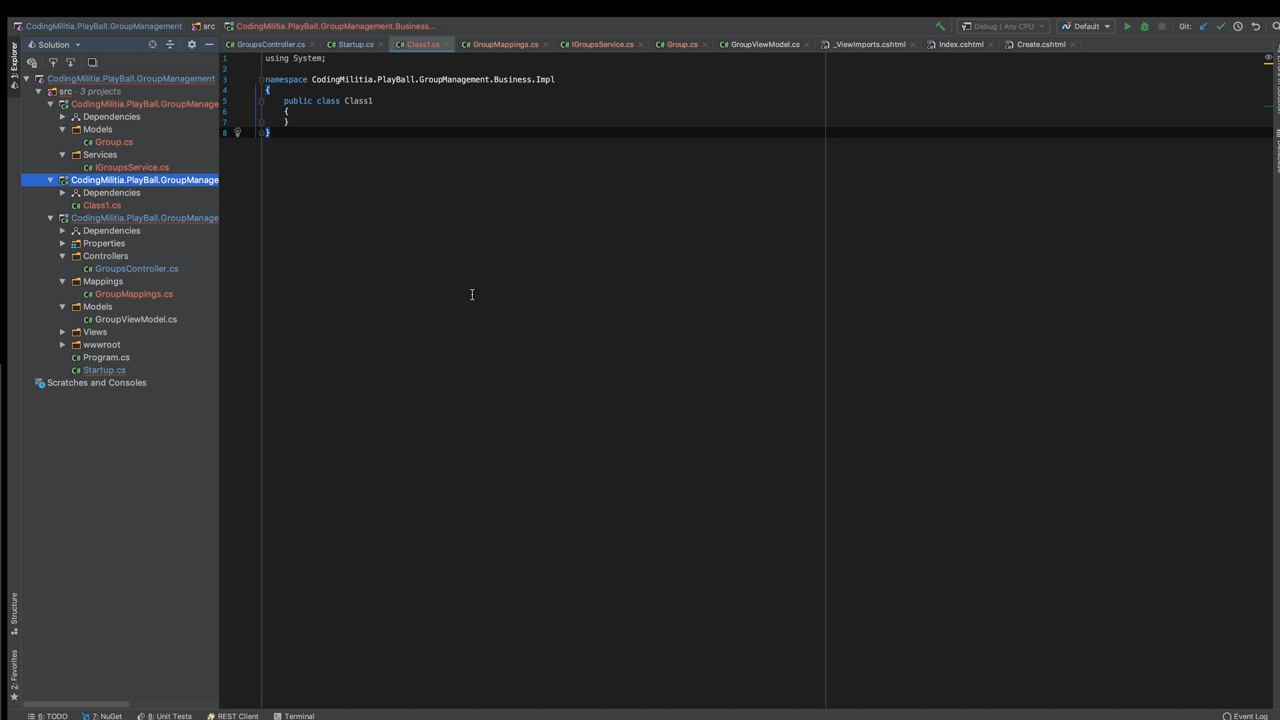 CodingMilitia.PlayBall.GroupManagement src CodingMilitia.PlayBall.GroupManagement.Business... Debug | Any CPU Default Git:
1: Explorer
Solution
GroupsController.cs Startup.cs Class1.cs GroupMappings.cs IGroupsService.cs Group.cs GroupViewModel.cs _ViewImports.cshtml Index.cshtml Create.cshtml
CodingMilitia.PlayBall.GroupManagement
src 3 projects
CodingMilitia.PlayBall.GroupManage
Dependencies
Models
Group.cs
Services
IGroupsService.cs
CodingMilitia.PlayBall.GroupManage
Dependencies
Class1.cs
CodingMilitia.PlayBall.GroupManage
Dependencies
Properties
Controllers
GroupsController.cs
Mappings
GroupMappings.cs
Models
GroupViewModel.cs
Views
wwwroot
Program.cs
Startup.cs
Scratches and Consoles
1 using System;
2
3 namespace CodingMilitia.PlayBall.GroupManagement.Business.Impl
4 {
5 public class Class1
6 {
7 }
8 }
Structure
2: Favorites
6: TODO 7: NuGet 8: Unit Tests REST Client Terminal Event Log